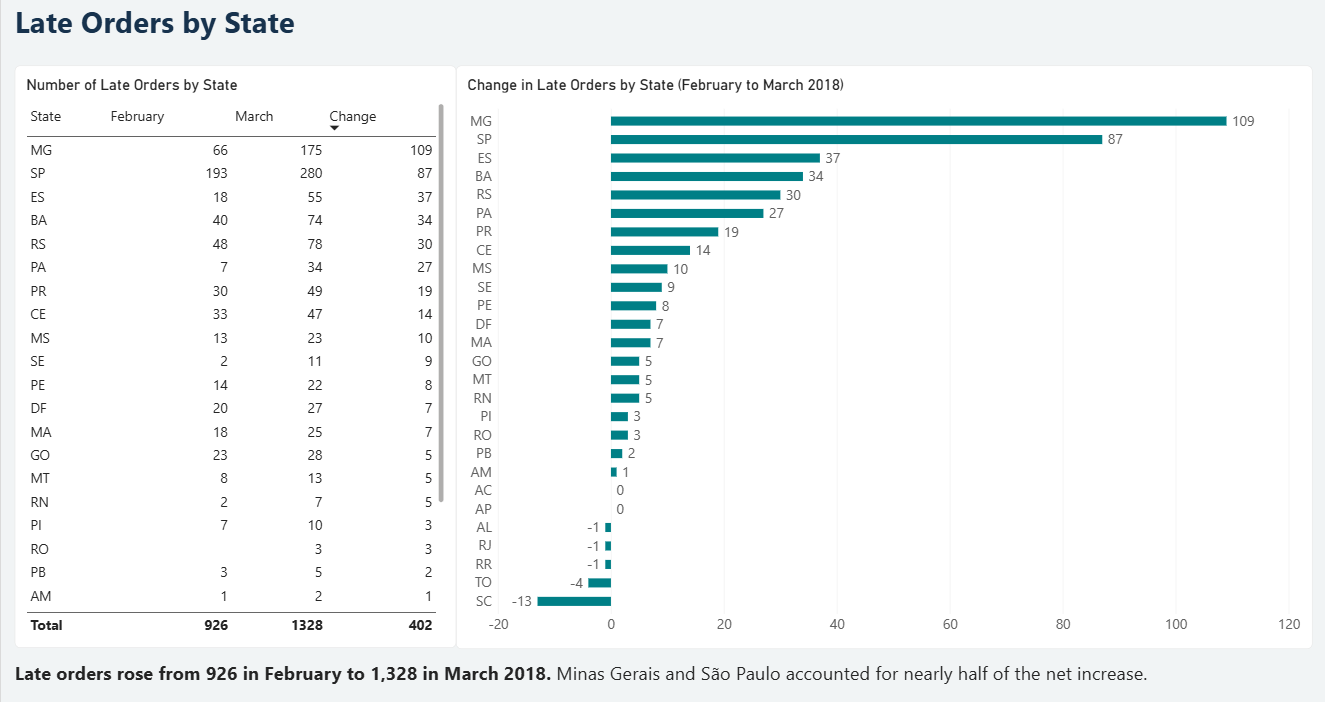 Late Orders by State
Number of Late Orders by State
State February March Change
MG 66 175 109
SP 193 280 87
ES 18 55 37
BA 40 74 34
RS 48 78 30
PA 7 34 27
PR 30 49 19
CE 33 47 14
MS 13 23 10
SE 2 11 9
PE 14 22 8
DF 20 27 7
MA 18 25 7
GO 23 28 5
MT 8 13 5
RN 2 7 5
PI 7 10 3
RO 3 3
PB 3 5 2
AM 1 2 1
Total 926 1328 402
Change in Late Orders by State (February to March 2018)
MG 109
SP 87
ES 37
BA 34
RS 30
PA 27
PR 19
CE 14
MS 10
SE 9
PE 8
DF 7
MA 7
GO 5
MT 5
RN 5
PI 3
RO 3
PB 2
AM 1
AC 0
AP 0
AL -1
RJ -1
RR -1
TO -4
SC -13
-20 0 20 40 60 80 100 120
Late orders rose from 926 in February to 1,328 in March 2018. Minas Gerais and São Paulo accounted for nearly half of the net increase.